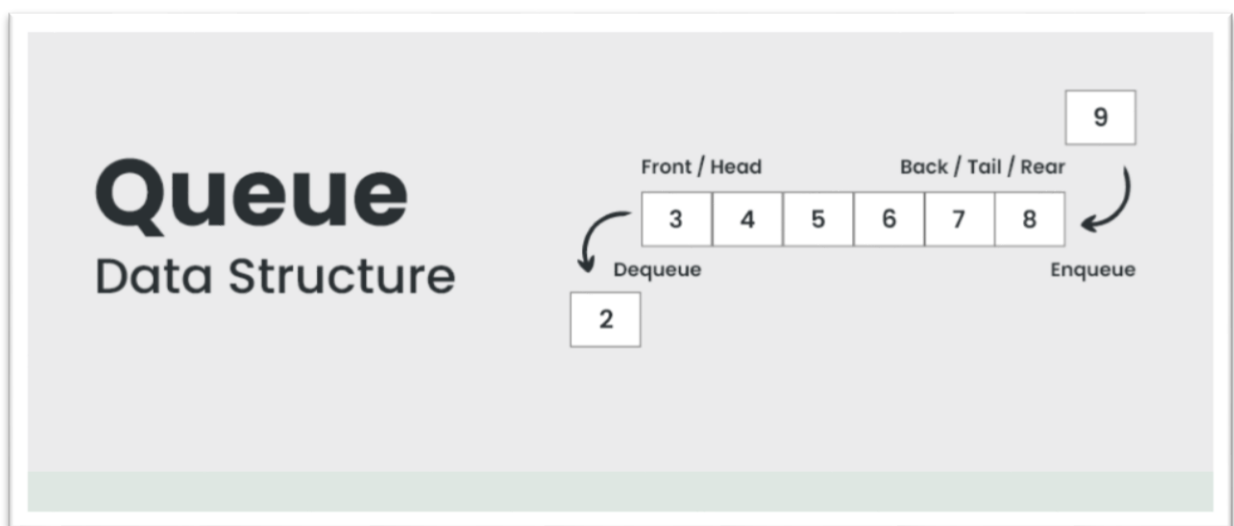 Queue
Data Structure
9
Front / Head Back / Tail / Rear
3 4 5 6 7 8
Dequeue Enqueue
2